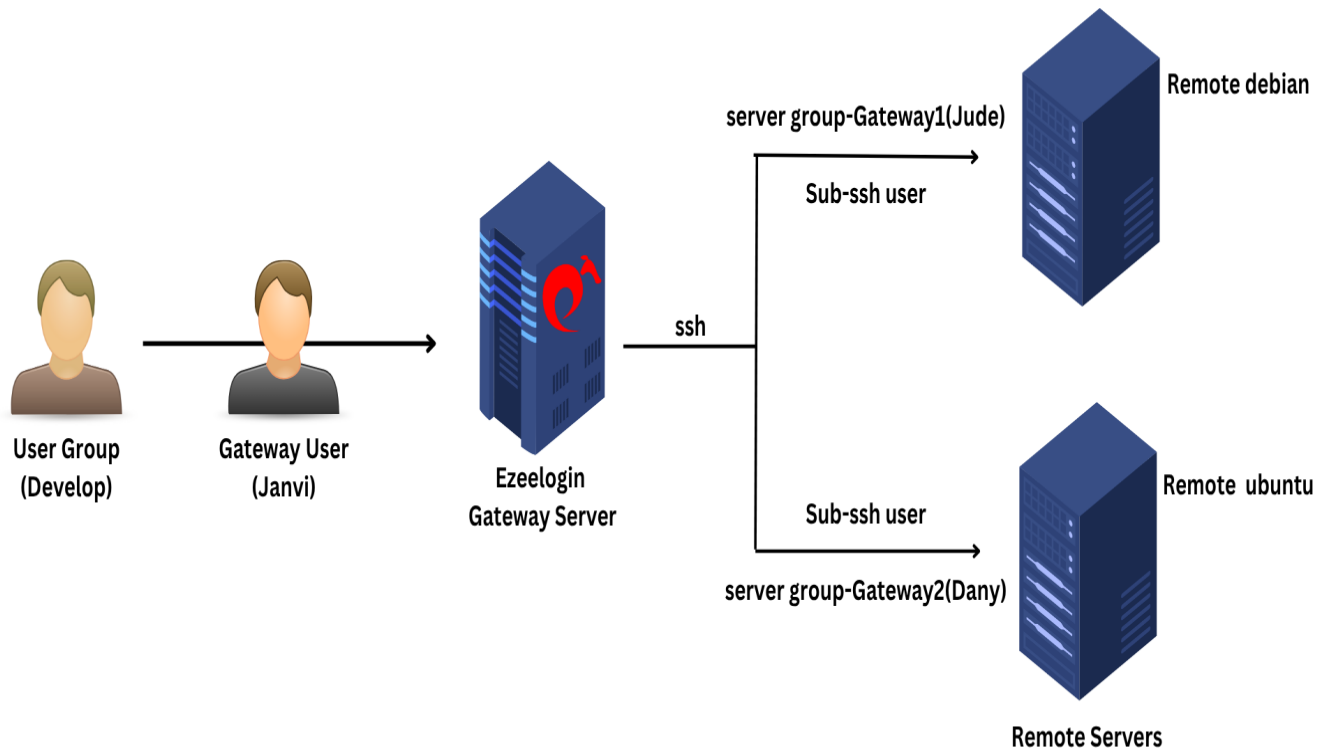 Remote debian
server group-Gateway1(Jude)
Sub-ssh user
ssh
User Group
(Develop)
Gateway User
(Janvi)
Ezeelogin
Gateway Server
Remote  ubuntu
Sub-ssh user
server group-Gateway2(Dany)
Remote Servers